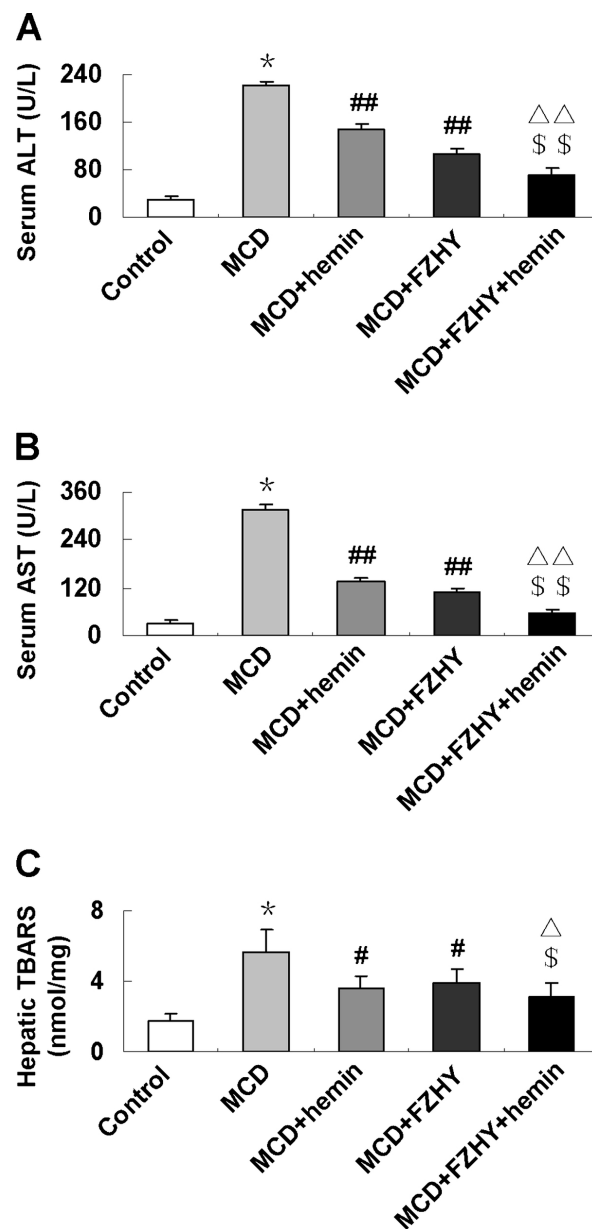 A
Serum ALT (U/L)
240
160
80
0
*
##
##
△△
$ $
Control
MCD
MCD+hemin
MCD+FZHY
MCD+FZHY+hemin
B
Serum AST (U/L)
360
240
120
0
*
##
##
△△
$ $
Control
MCD
MCD+hemin
MCD+FZHY
MCD+FZHY+hemin
C
Hepatic TBARS
(nmol/mg)
8
4
0
*
#
#
△
$
Control
MCD
MCD+hemin
MCD+FZHY
MCD+FZHY+hemin